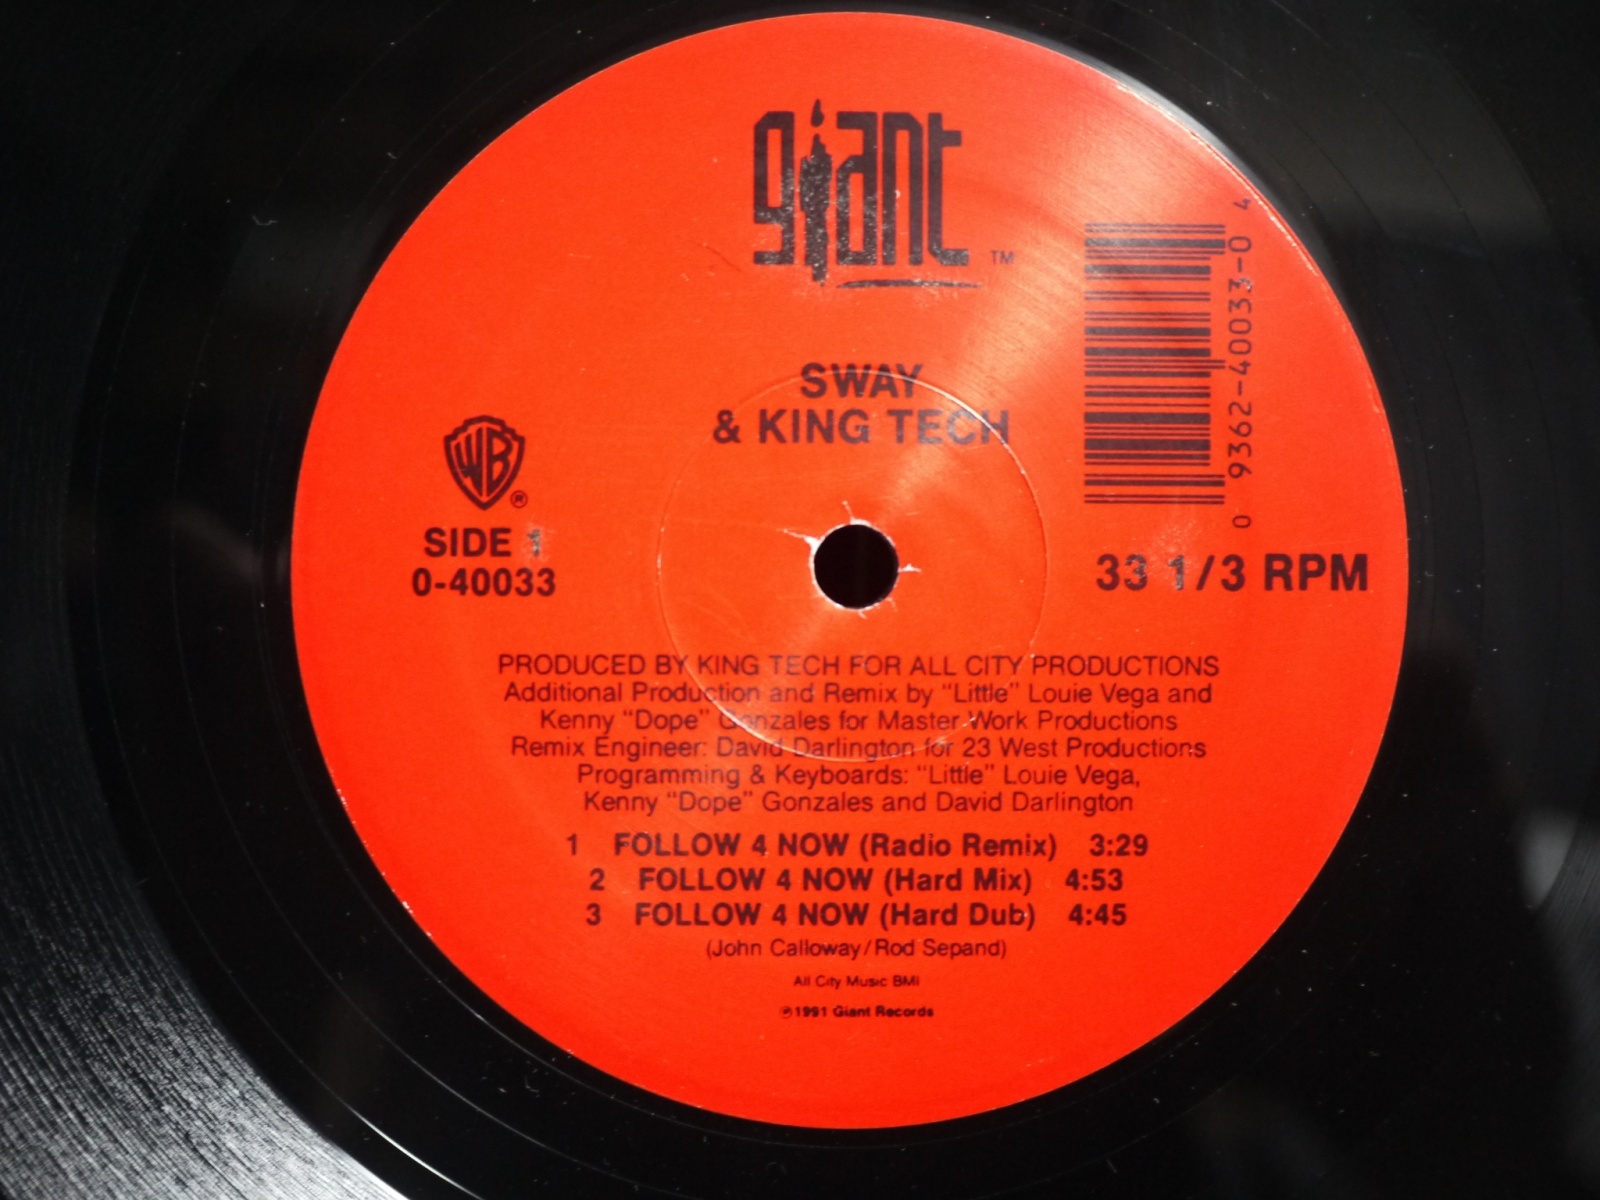 giant ™
SWAY
& KING TECH
WB ®
SIDE 1
0-40033
0 9362-40033-0 4
33 1/3 RPM
PRODUCED BY KING TECH FOR ALL CITY PRODUCTIONS
Additional Production and Remix by "Little" Louie Vega and
Kenny "Dope" Gonzales for Master Work Productions
Remix Engineer: David Darlington for 23 West Productions
Programming & Keyboards: "Little" Louie Vega,
Kenny "Dope" Gonzales and David Darlington
1 FOLLOW 4 NOW (Radio Remix) 3:29
2 FOLLOW 4 NOW (Hard Mix) 4:53
3 FOLLOW 4 NOW (Hard Dub) 4:45
(John Calloway/Rod Sepand)
All City Music BMI
℗1991 Giant Records